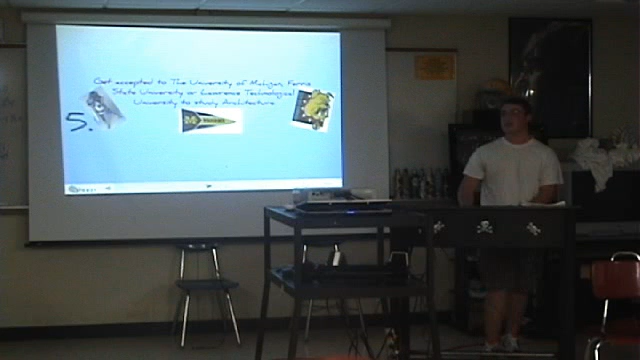 Get accepted to The University of Michigan, Ferris
State University or Lawrence Technological
University to study Architecture
5.
M